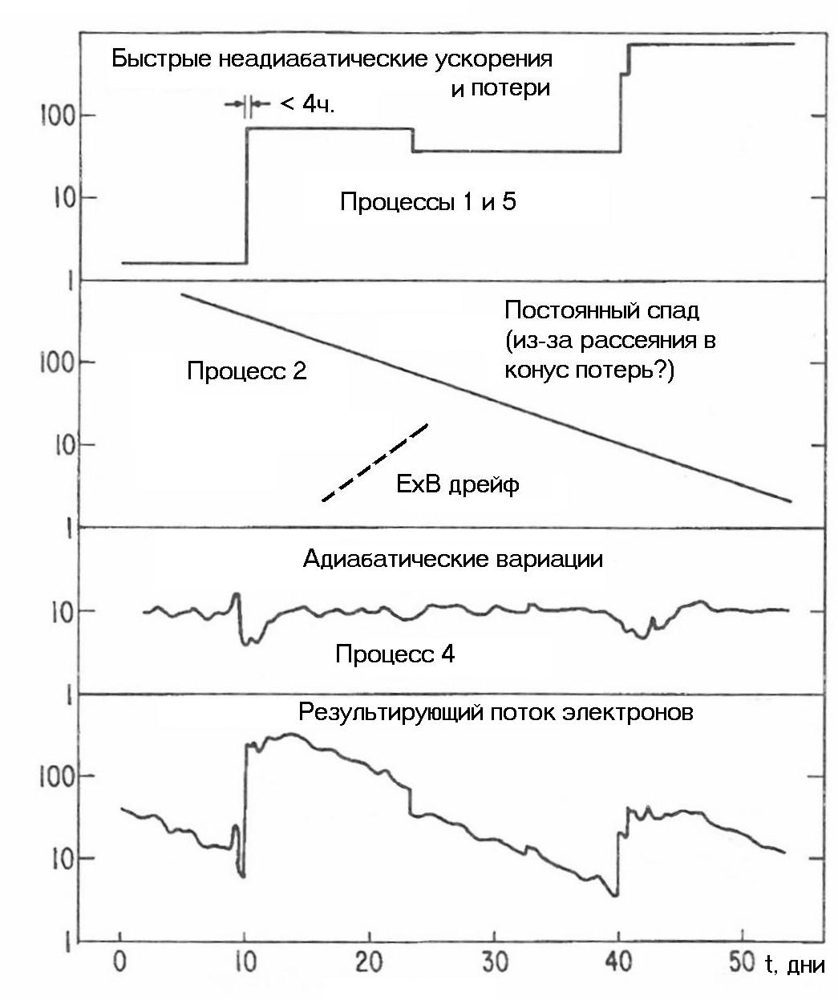 Быстрые неадиабатические ускорения
и потери
< 4ч.
100
10
1
Процессы 1 и 5
Постоянный спад
(из-за рассеяния в
конус потерь?)
100
Процесс 2
10
ExB дрейф
1
Адиабатические вариации
10
Процесс 4
1
Результирующий поток электронов
100
10
1
0 10 20 30 40 50 t, дни